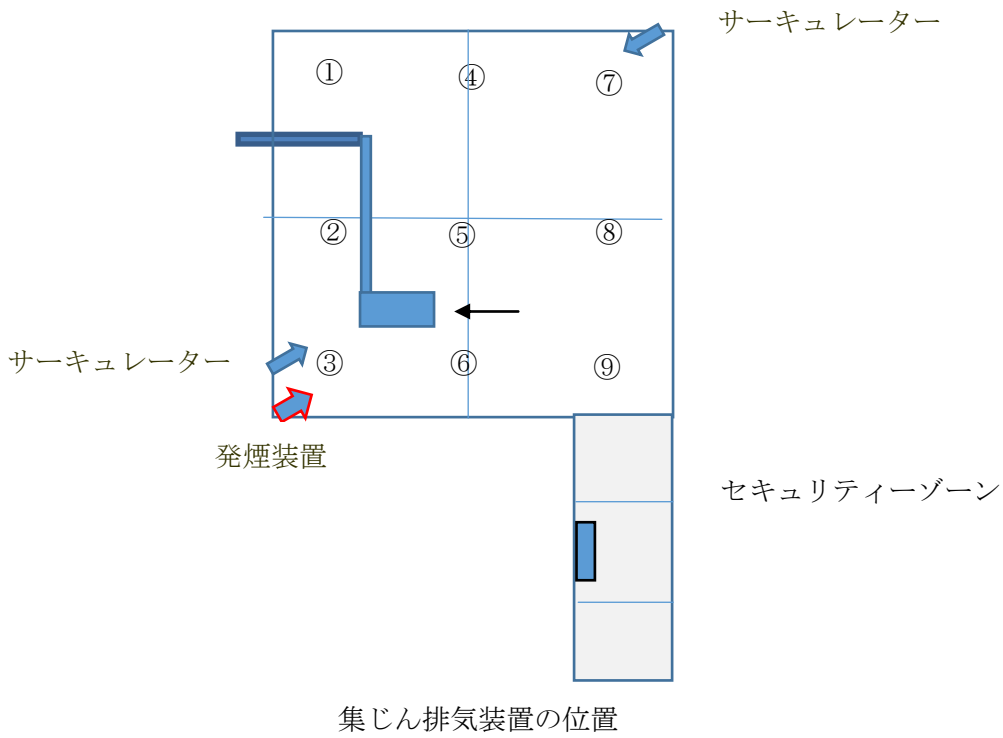 サーキュレーター
① ④ ⑦
② ⑤ ⑧
サーキュレーター
③ ⑥ ⑨
発煙装置
セキュリティーゾーン
集じん排気装置の位置